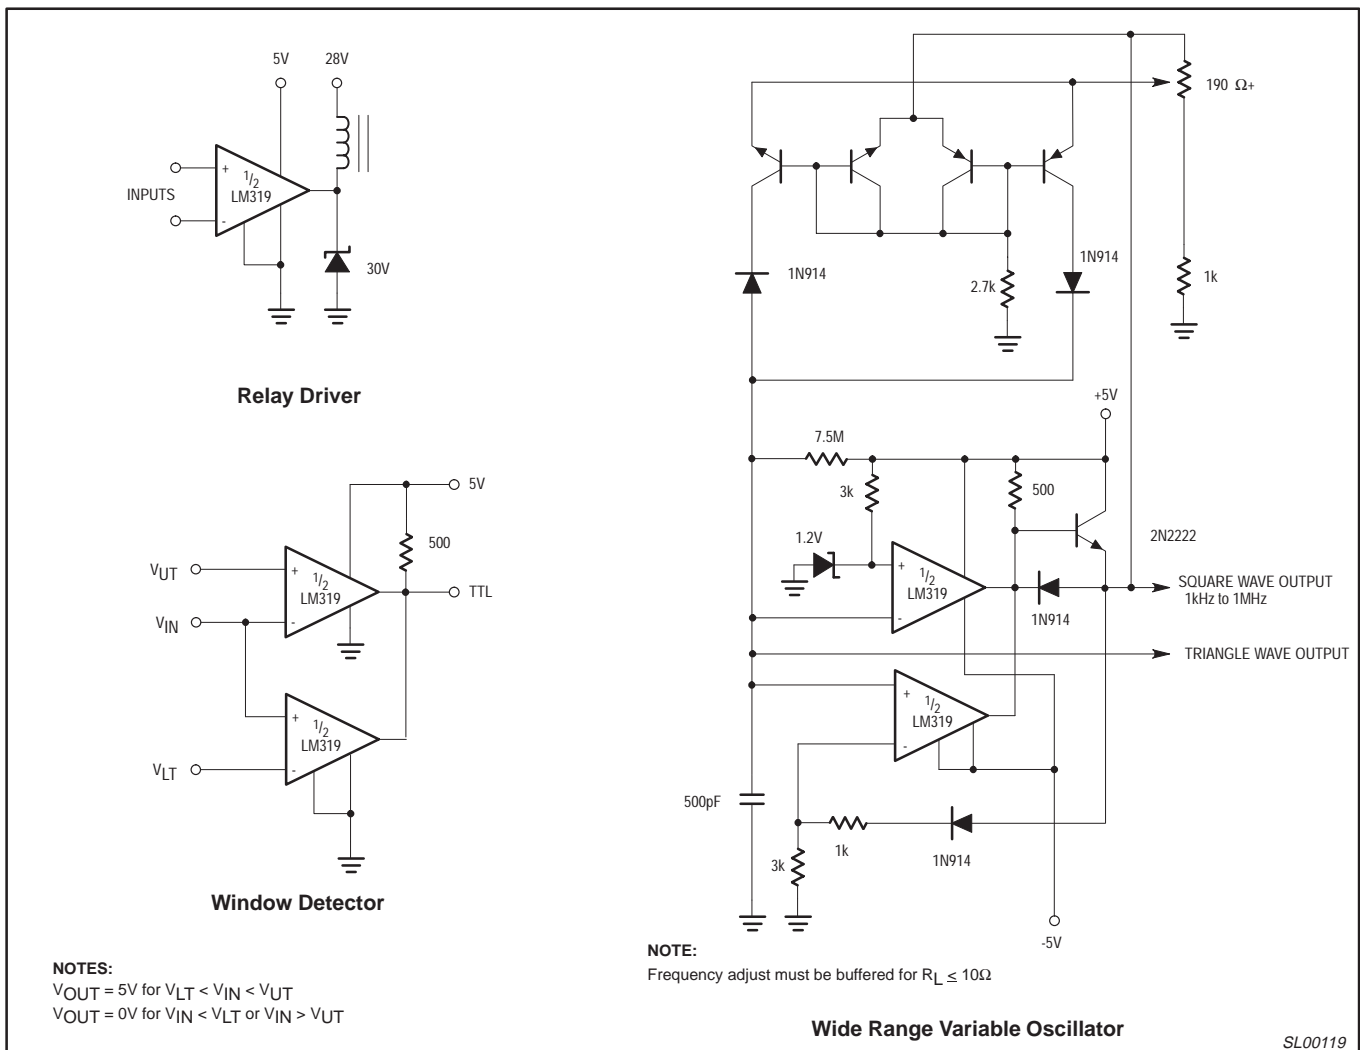 5V
28V
+
1/2
LM319
INPUTS
-
30V
Relay Driver
5V
500
VUT
+
1/2
LM319
TTL
VIN
-
+
1/2
LM319
VLT
-
Window Detector
NOTES:
VOUT = 5V for VLT < VIN < VUT
VOUT = 0V for VIN < VLT or VIN > VUT
190 Ω+
1N914
2.7k
1N914
1k
+5V
7.5M
3k
500
1.2V
2N2222
+
1/2
LM319
-
1N914
SQUARE WAVE OUTPUT
1kHz to 1MHz
TRIANGLE WAVE OUTPUT
+
1/2
LM319
-
500pF
1k
1N914
3k
-5V
NOTE:
Frequency adjust must be buffered for RL ≤ 10Ω
Wide Range Variable Oscillator
SL00119